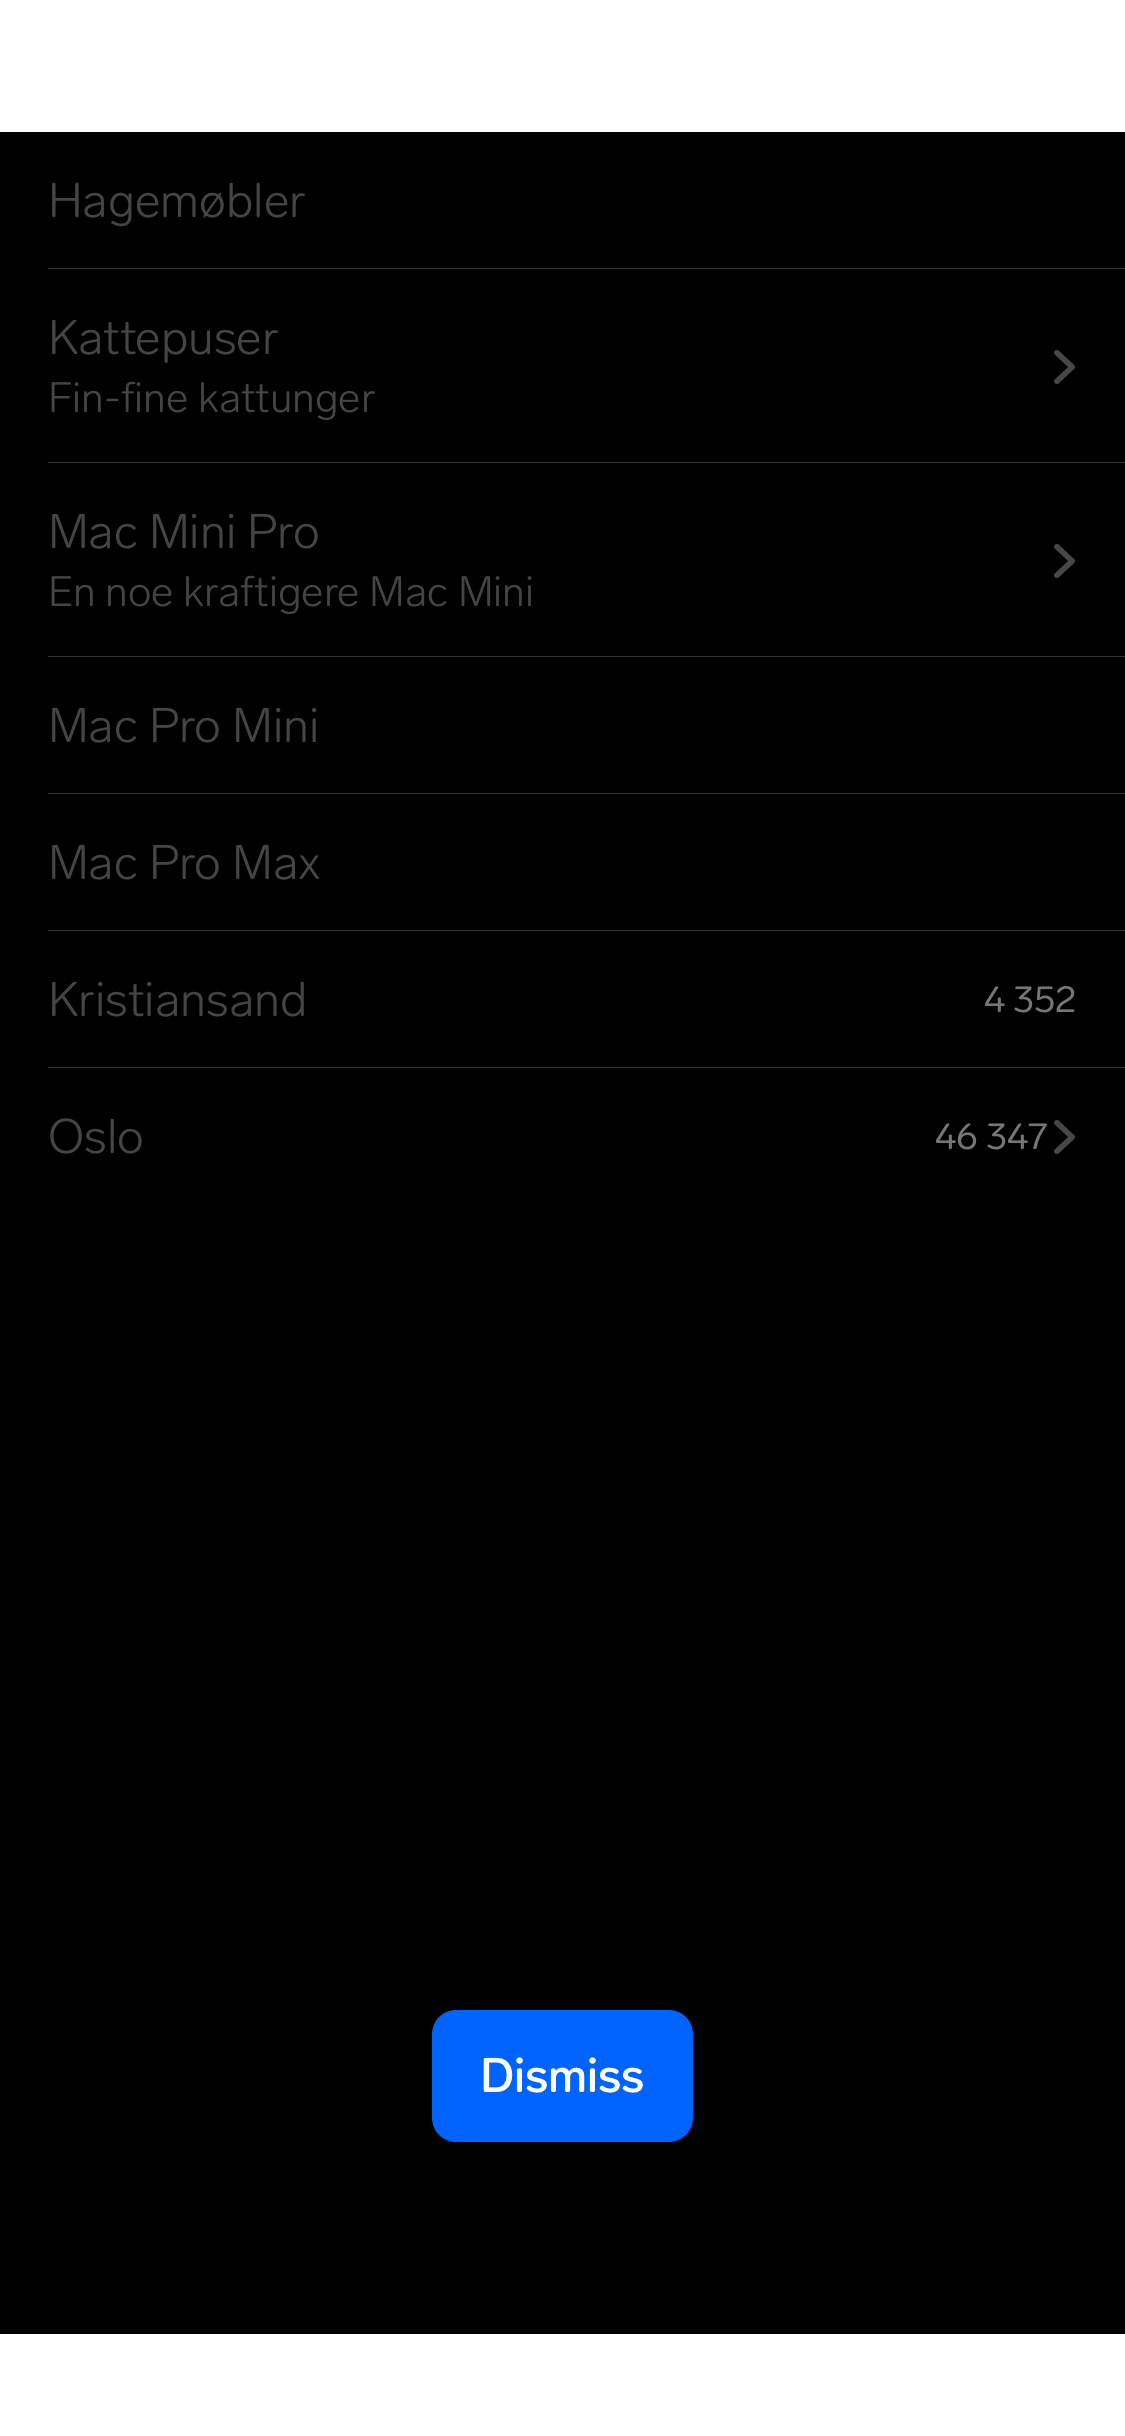 Hagemøbler
Kattepuser
Fin-fine kattunger
Mac Mini Pro
En noe kraftigere Mac Mini
Mac Pro Mini
Mac Pro Max
Kristiansand 4 352
Oslo 46 347
Dismiss